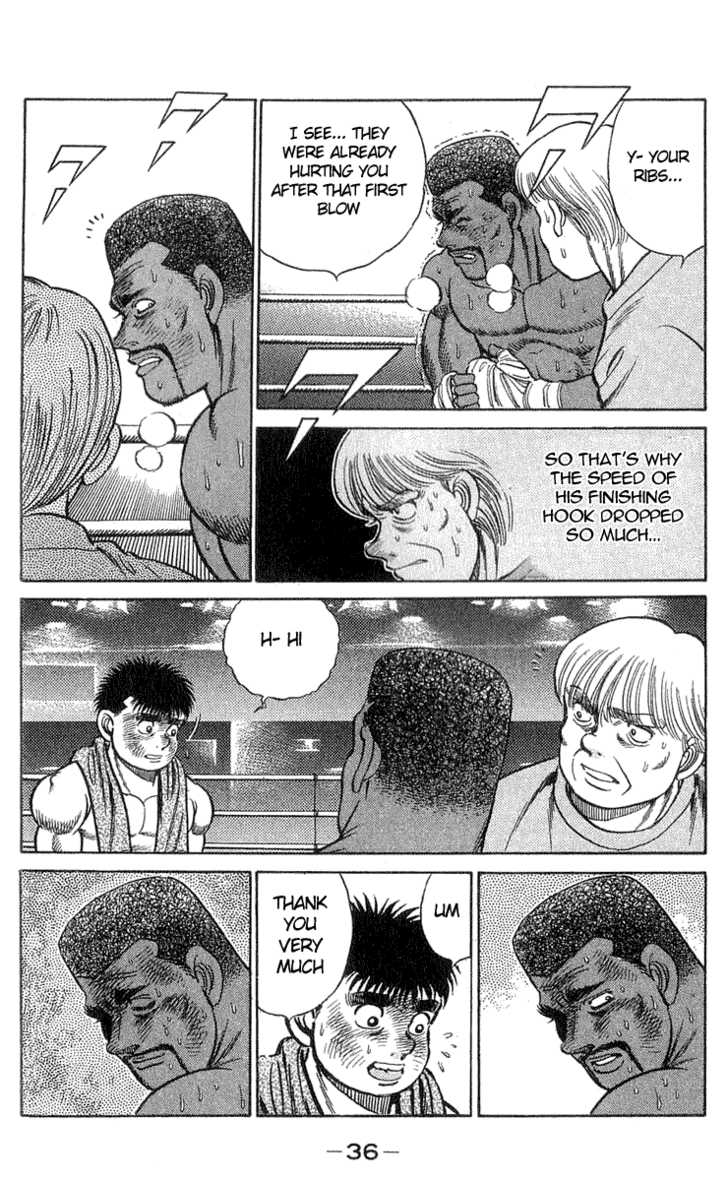 Y- YOUR
RIBS...
I SEE... THEY
WERE ALREADY
HURTING YOU
AFTER THAT FIRST
BLOW
SO THAT'S WHY
THE SPEED OF
HIS FINISHING
HOOK DROPPED
SO MUCH...
H- HI
UM
THANK
YOU
VERY
MUCH
-36-